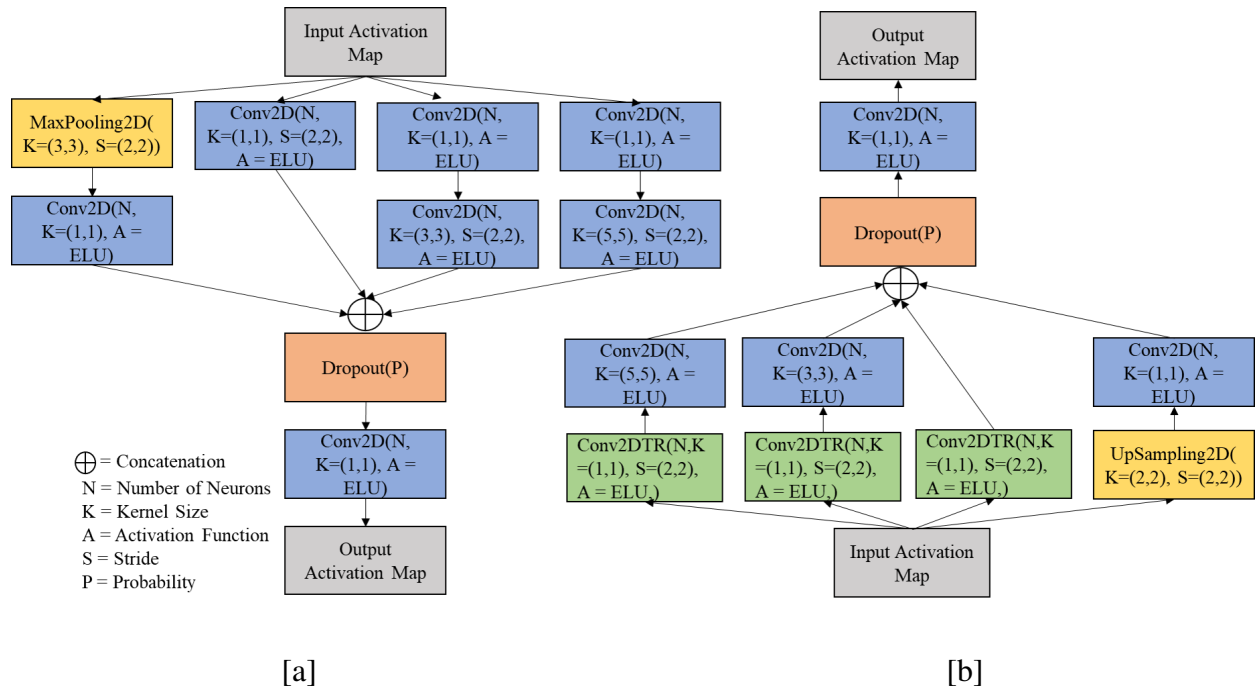 Input Activation
Map
MaxPooling2D(
K=(3,3), S=(2,2))
Conv2D(N,
K=(1,1), S=(2,2),
A = ELU)
Conv2D(N,
K=(1,1), A =
ELU)
Conv2D(N,
K=(1,1), A =
ELU)
Conv2D(N,
K=(1,1), A =
ELU)
Conv2D(N,
K=(3,3), S=(2,2),
A = ELU)
Conv2D(N,
K=(5,5), S=(2,2),
A = ELU)
Dropout(P)
Conv2D(N,
K=(1,1), A =
ELU)
Output
Activation Map
⊕ = Concatenation
N = Number of Neurons
K = Kernel Size
A = Activation Function
S = Stride
P = Probability
[a]
Output
Activation Map
Conv2D(N,
K=(1,1), A =
ELU)
Dropout(P)
Conv2D(N,
K=(5,5), A =
ELU)
Conv2D(N,
K=(3,3), A =
ELU)
Conv2D(N,
K=(1,1), A =
ELU)
Conv2DTR(N,K
=(1,1), S=(2,2),
A = ELU,)
Conv2DTR(N,K
=(1,1), S=(2,2),
A = ELU,)
Conv2DTR(N,K
=(1,1), S=(2,2),
A = ELU,)
UpSampling2D(
K=(2,2), S=(2,2))
Input Activation
Map
[b]